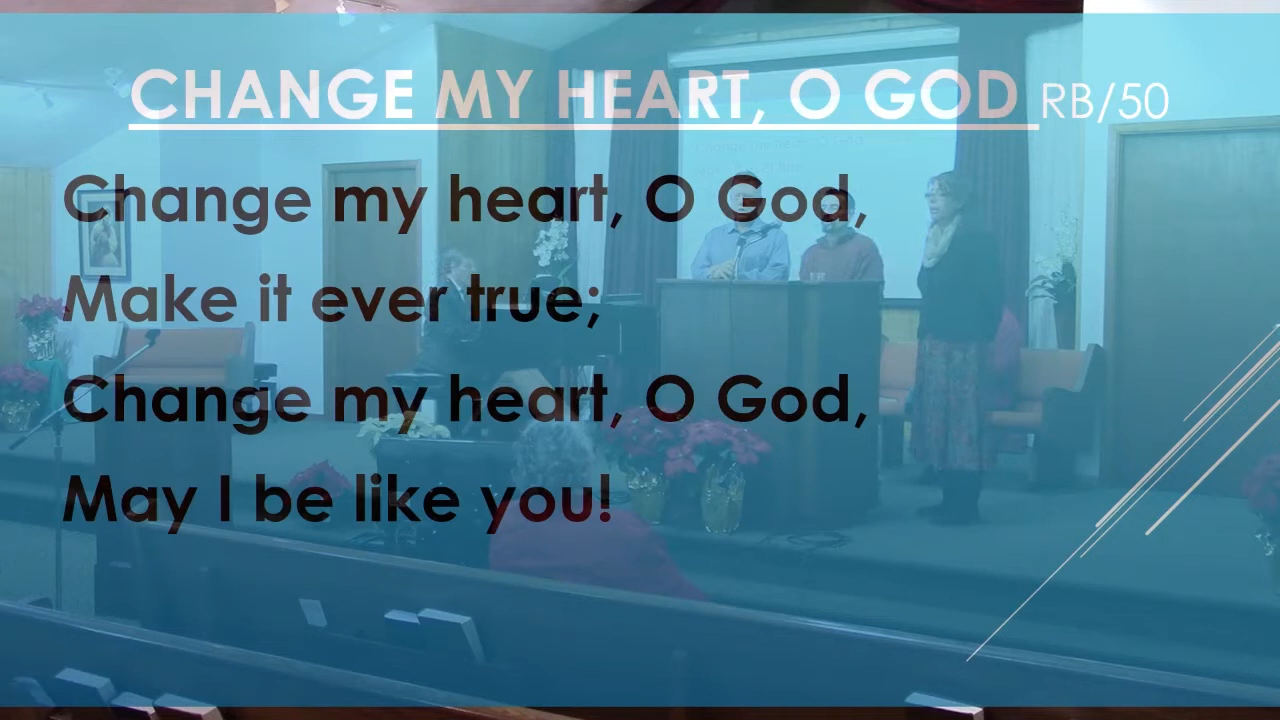 CHANGE MY HEART, O GOD RB/50
Change my heart, O God,
Make it ever true;
Change my heart, O God,
May I be like you!